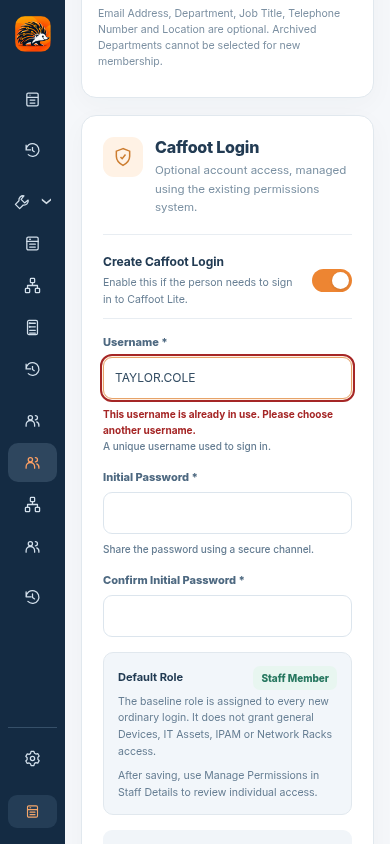 Email Address, Department, Job Title, Telephone
Number and Location are optional. Archived
Departments cannot be selected for new
membership.
Caffoot Login
Optional account access, managed
using the existing permissions
system.
Create Caffoot Login
Enable this if the person needs to sign
in to Caffoot Lite.
Username *
TAYLOR.COLE
This username is already in use. Please choose
another username.
A unique username used to sign in.
Initial Password *
Share the password using a secure channel.
Confirm Initial Password *
Default Role
Staff Member
The baseline role is assigned to every new
ordinary login. It does not grant general
Devices, IT Assets, IPAM or Network Racks
access.
After saving, use Manage Permissions in
Staff Details to review individual access.